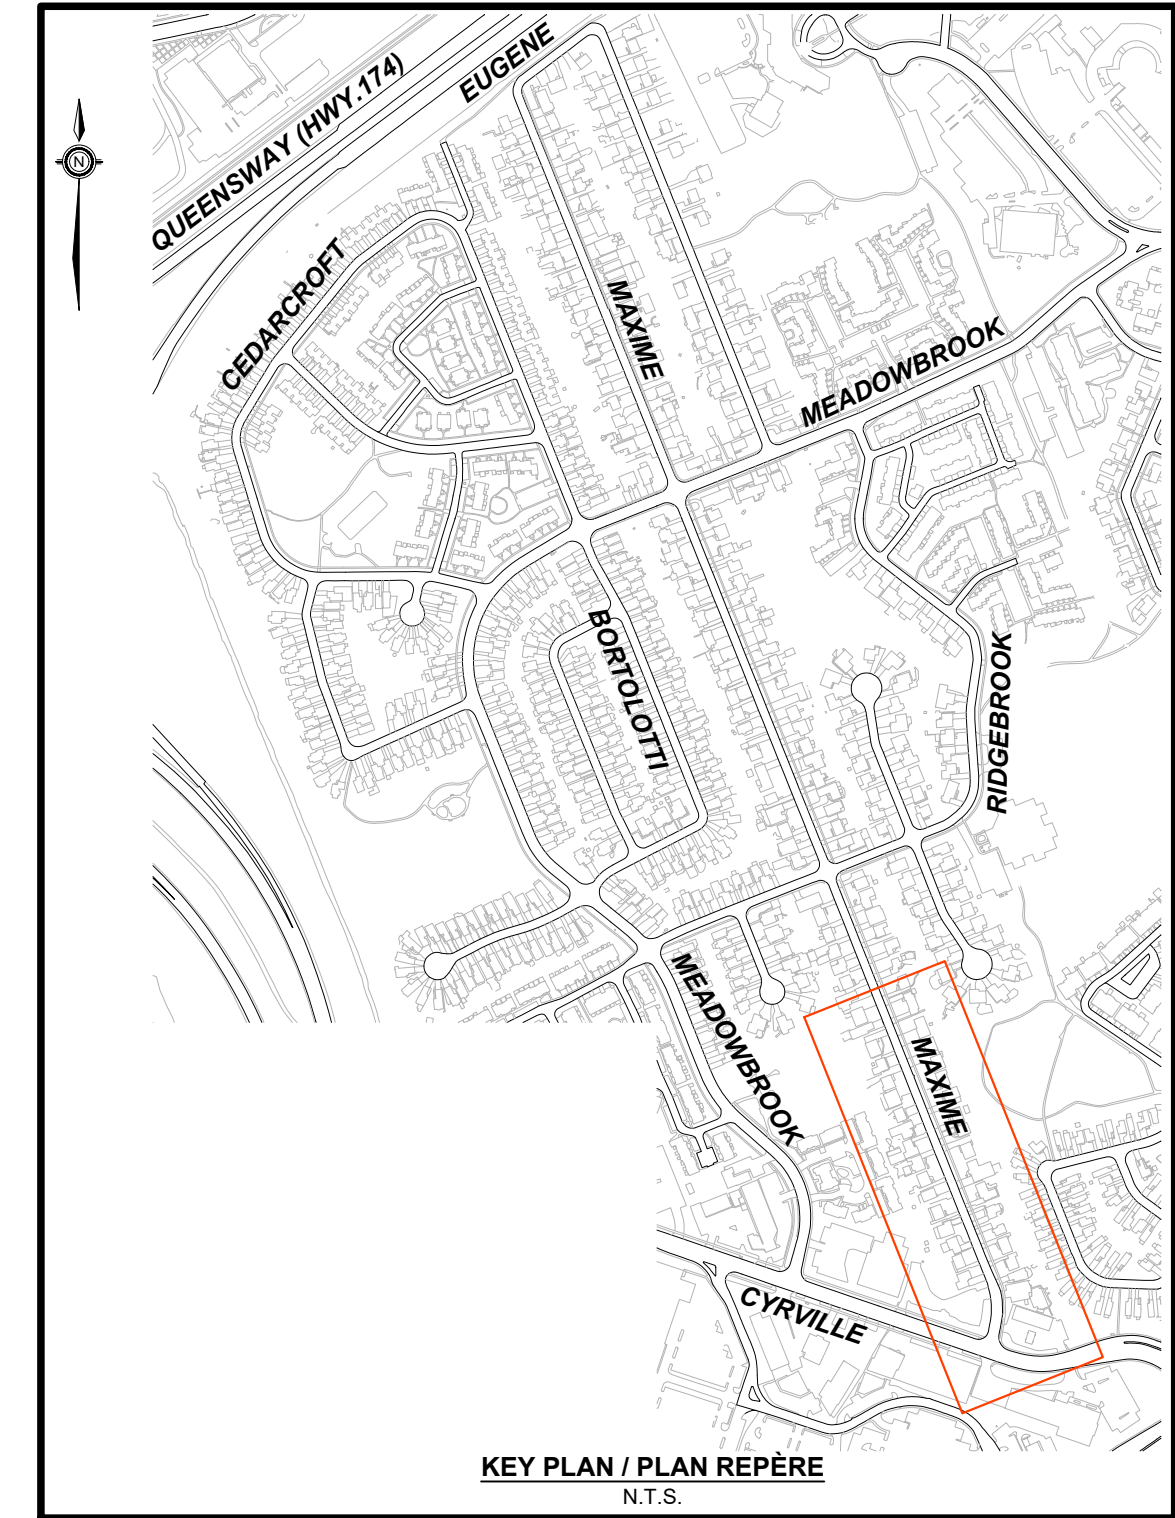 EUGENE
QUEENSWAY (HWY.174)
N
CEDARCROFT
MAXIME
MEADOWBROOK
BORTOLOTTI
RIDGEBROOK
MEADOWBROOK
MAXIME
CYRVILLE
KEY PLAN / PLAN REPÈRE
N.T.S.